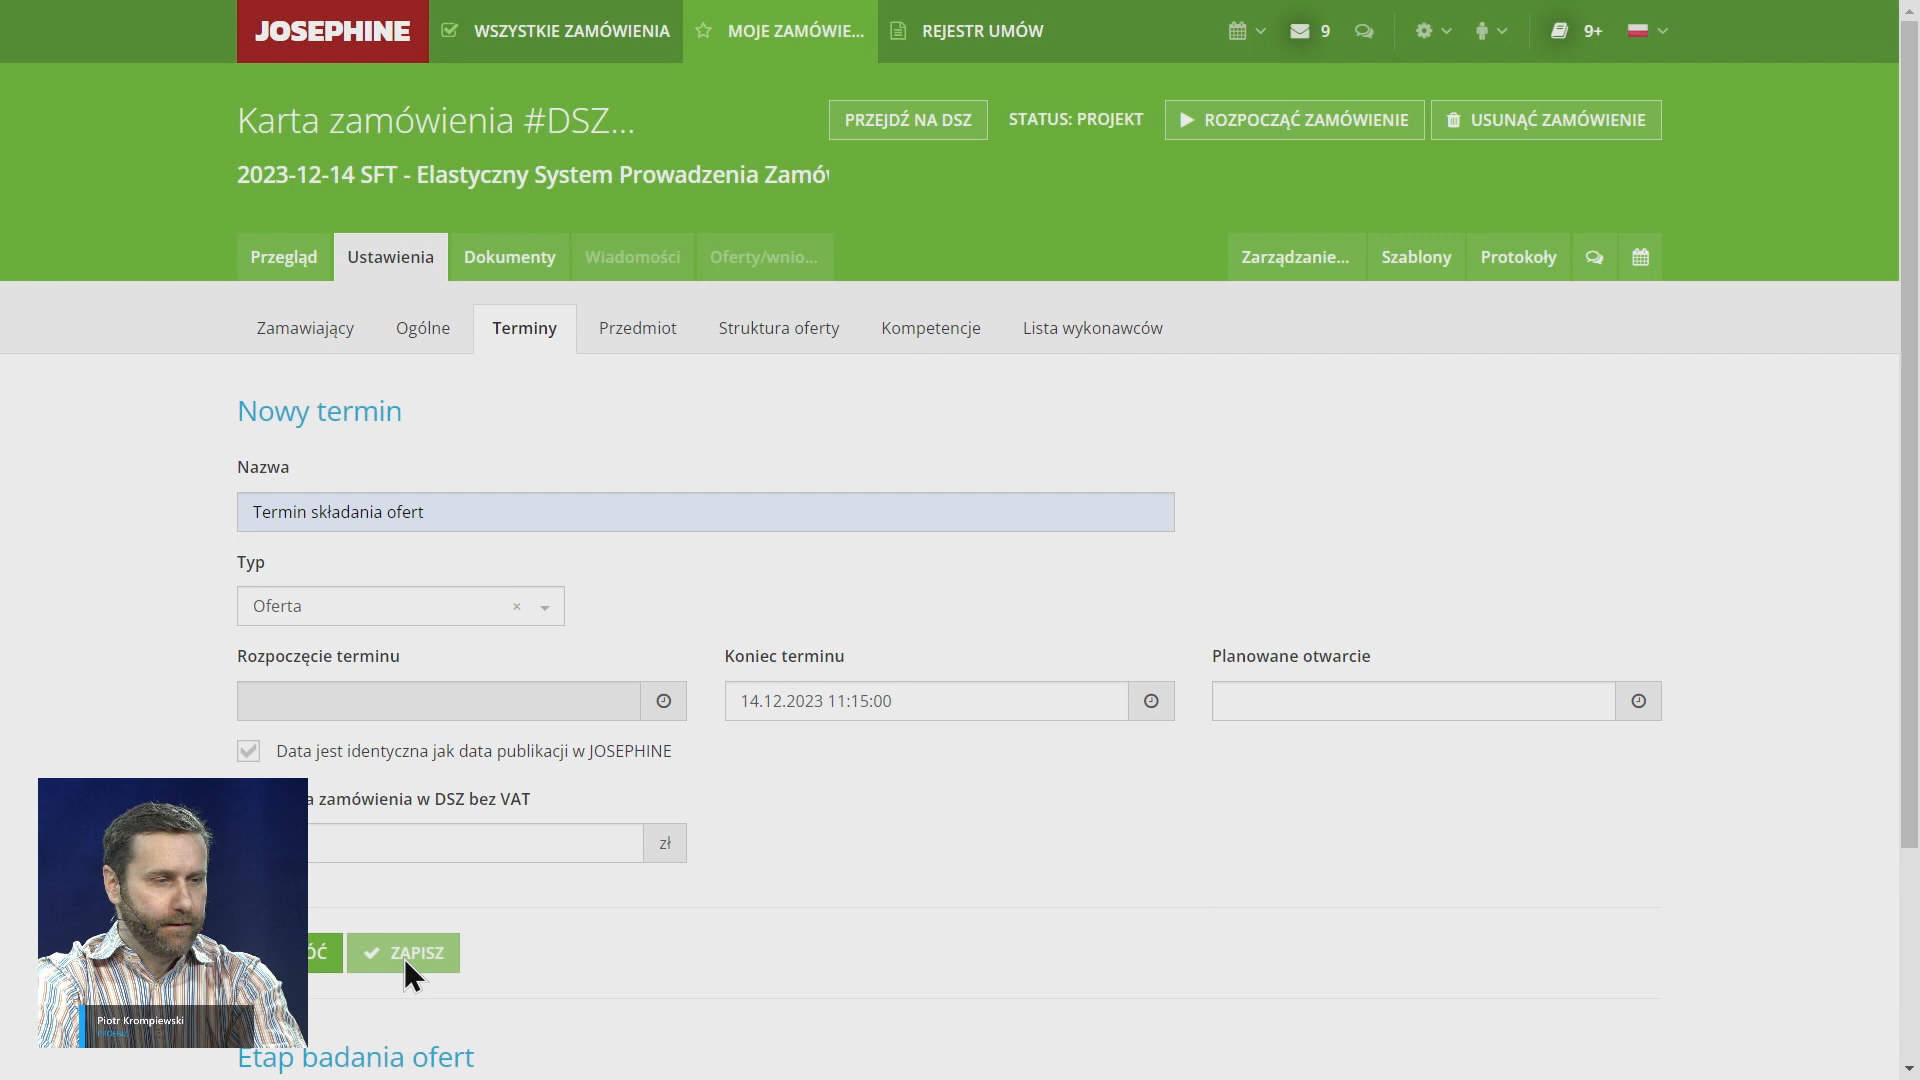 JOSEPHINE
WSZYSTKIE ZAMÓWIENIA
MOJE ZAMÓWIE...
REJESTR UMÓW
9
9+
Karta zamówienia #DSZ...
PRZEJDŹ NA DSZ
STATUS: PROJEKT
ROZPOCZĄĆ ZAMÓWIENIE
USUNĄĆ ZAMÓWIENIE
2023-12-14 SFT - Elastyczny System Prowadzenia Zamów
Przegląd
Ustawienia
Dokumenty
Wiadomości
Oferty/wnio...
Zarządzanie...
Szablony
Protokoły
Zamawiający
Ogólne
Terminy
Przedmiot
Struktura oferty
Kompetencje
Lista wykonawców
Nowy termin
Nazwa
Termin składania ofert
Typ
Oferta
Rozpoczęcie terminu
Koniec terminu
Planowane otwarcie
14.12.2023 11:15:00
Data jest identyczna jak data publikacji w JOSEPHINE
a zamówienia w DSZ bez VAT
zł
ÓĆ
ZAPISZ
Piotr Krompiewski
Etap badania ofert